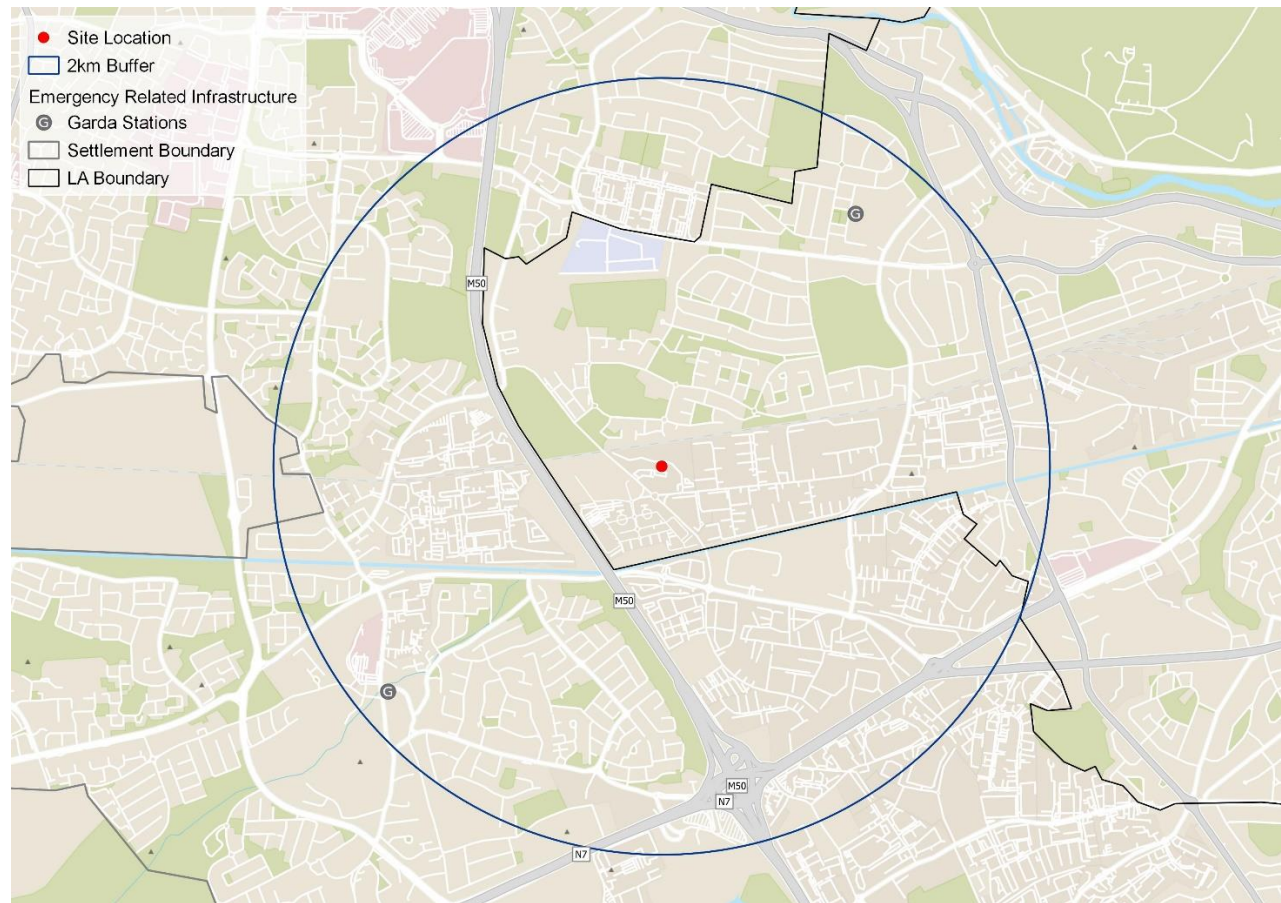 Site Location
2km Buffer
Emergency Related Infrastructure
G Garda Stations
Settlement Boundary
LA Boundary
G
M50
M50
G
M50
N7
N7